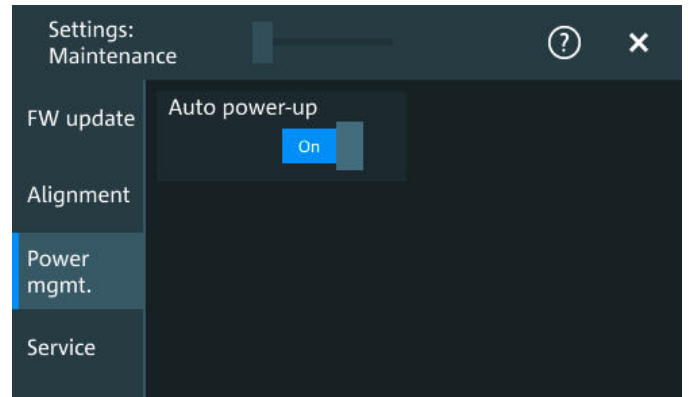 Settings:
Maintenance
?
FW update
Auto power-up
On
Alignment
Power
mgmt.
Service